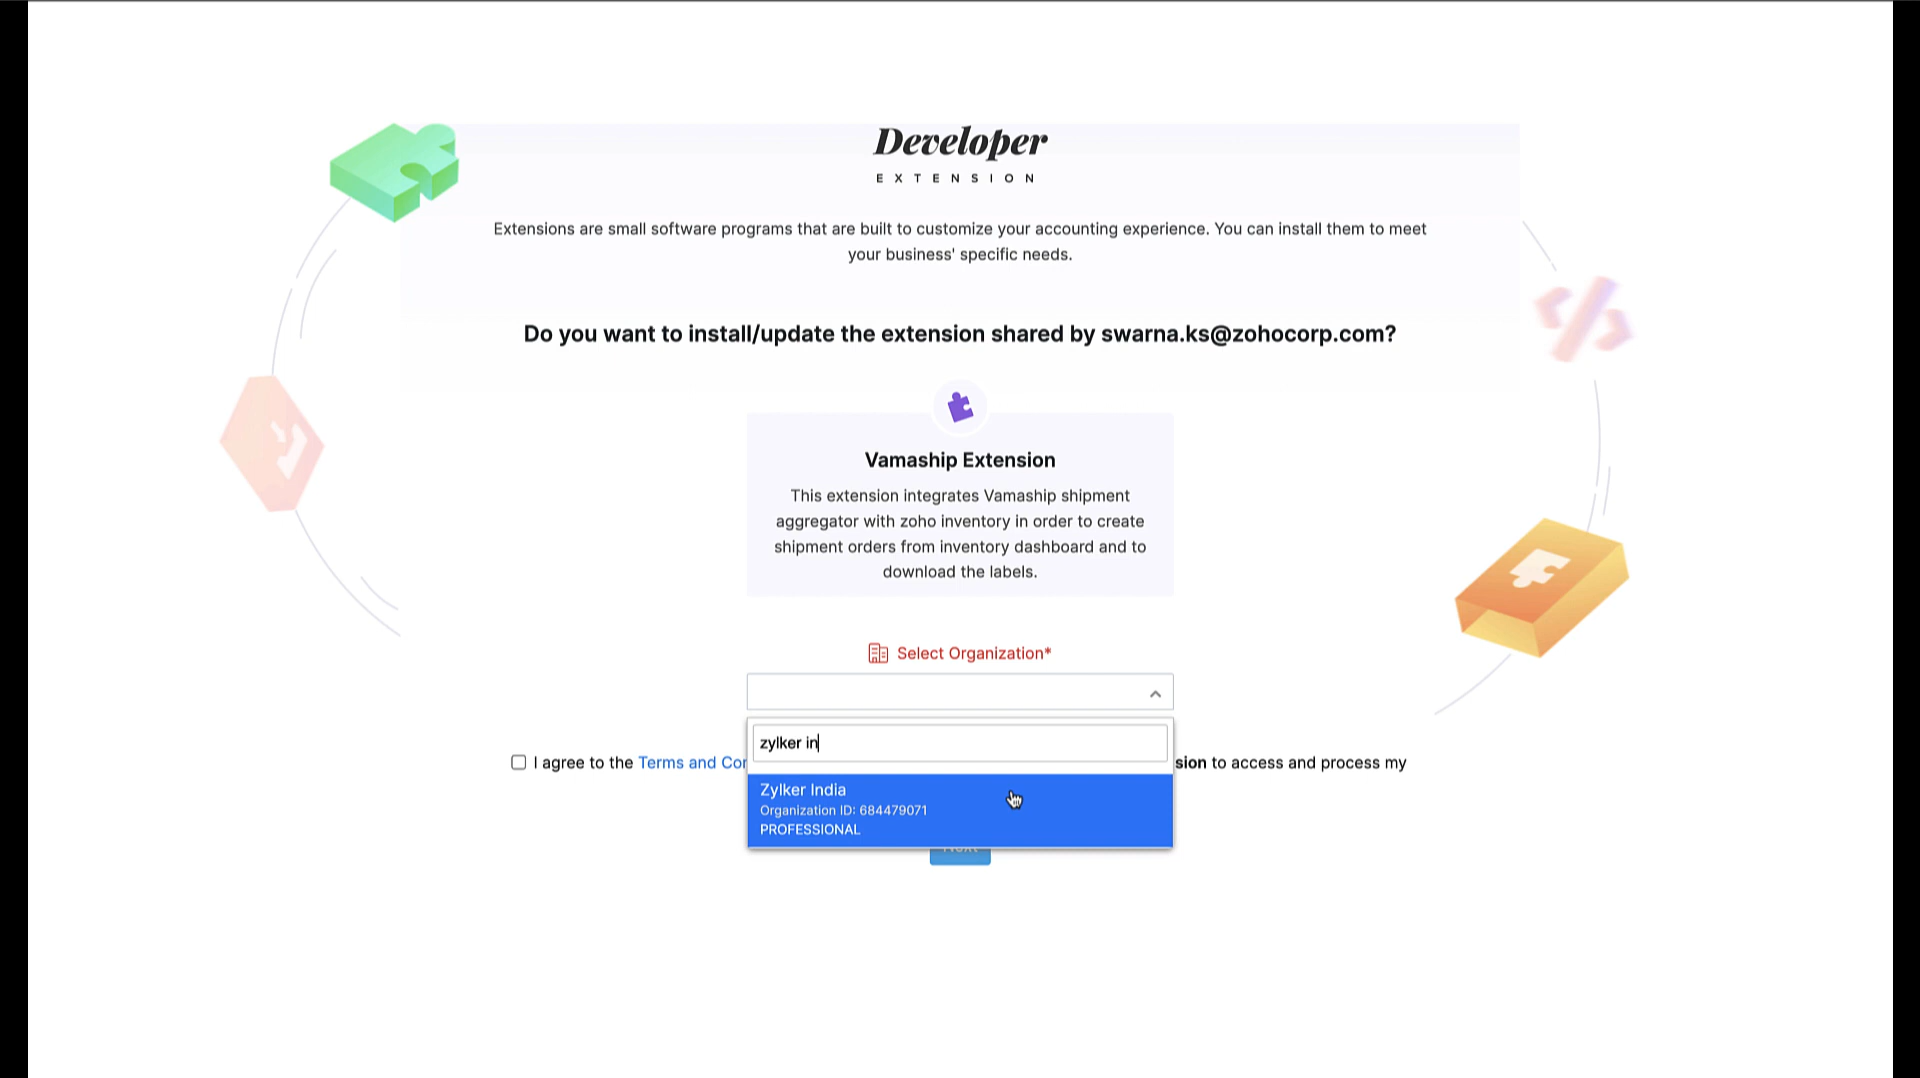 Developer
EXTENSION
Extensions are small software programs that are built to customize your accounting experience. You can install them to meet
your business' specific needs.
Do you want to install/update the extension shared by swarna.ks@zohocorp.com?
Vamaship Extension
This extension integrates Vamaship shipment
aggregator with zoho inventory in order to create
shipment orders from inventory dashboard and to
download the labels.
Select Organization*
zylker in
I agree to the Terms and Con
sion to access and process my
Zylker India
Organization ID: 684479071
PROFESSIONAL